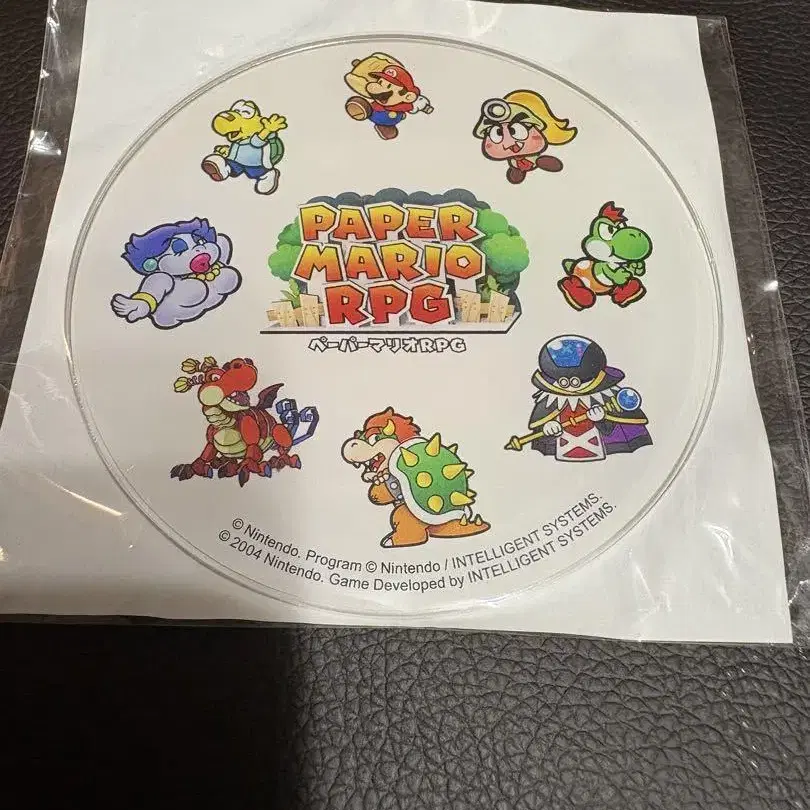 PAPER
MARIO
RPG
ペーパーマリオRPG
© Nintendo. Program © Nintendo / INTELLIGENT SYSTEMS.
© 2004 Nintendo. Game Developed by INTELLIGENT SYSTEMS.